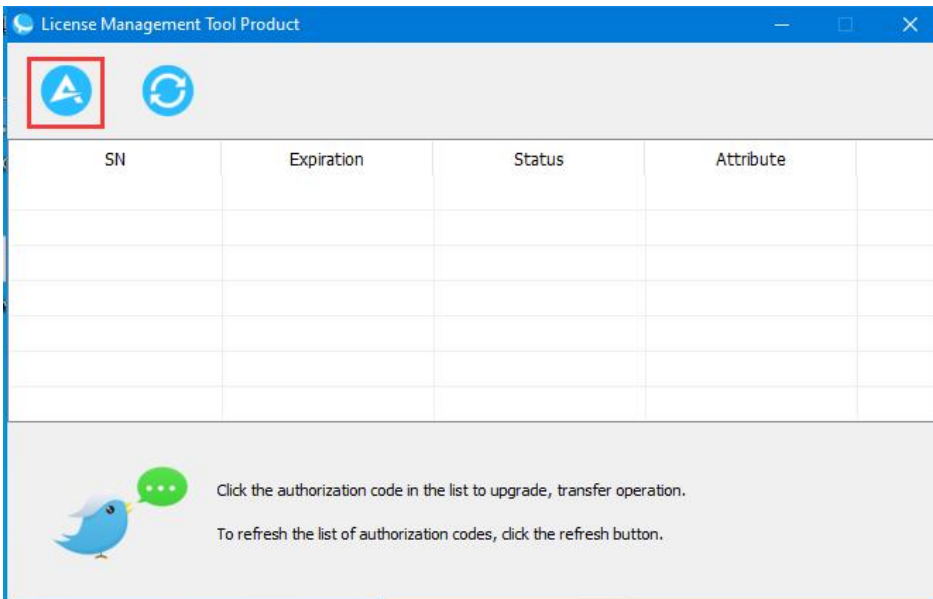 License Management Tool Product
SN Expiration Status Attribute
Click the authorization code in the list to upgrade, transfer operation.
To refresh the list of authorization codes, click the refresh button.